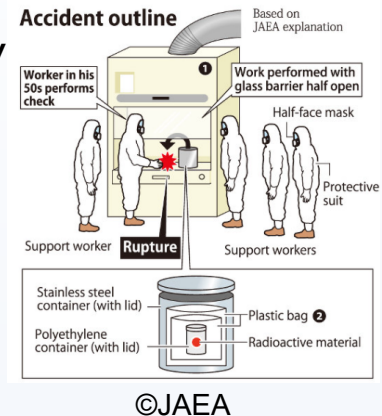 Accident outline
Based on
JAEA explanation
y
❶
Worker in his
50s performs
check
Work performed with
glass barrier half open
Half-face mask
Protective
suit
Support worker
Rupture
Support workers
Stainless steel
container (with lid)
Plastic bag ❷
Polyethylene
container (with lid)
Radioactive material
©JAEA